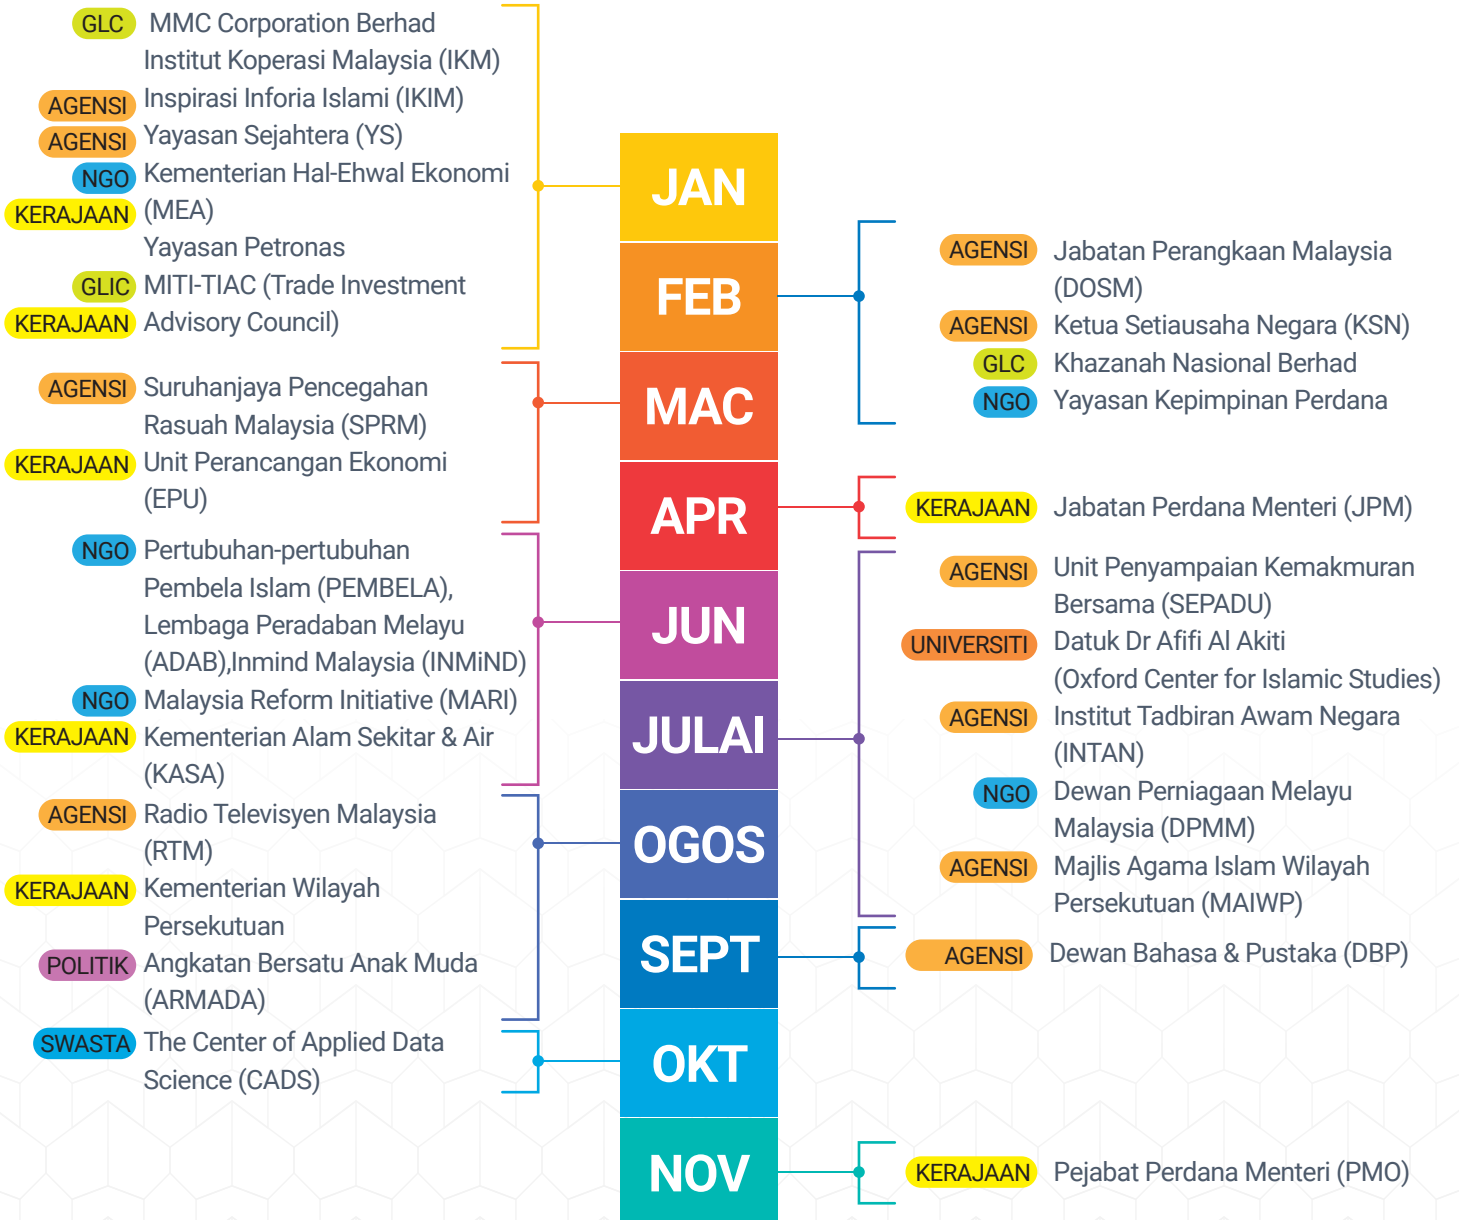 GLC MMC Corporation Berhad
Institut Koperasi Malaysia (IKM)
AGENSI Inspirasi Inforia Islami (IKIM)
AGENSI Yayasan Sejahtera (YS)
NGO Kementerian Hal-Ehwal Ekonomi
KERAJAAN (MEA)
Yayasan Petronas
GLIC MITI-TIAC (Trade Investment
KERAJAAN Advisory Council)
JAN
FEB
AGENSI Jabatan Perangkaan Malaysia
(DOSM)
AGENSI Ketua Setiausaha Negara (KSN)
GLC Khazanah Nasional Berhad
NGO Yayasan Kepimpinan Perdana
AGENSI Suruhanjaya Pencegahan
Rasuah Malaysia (SPRM)
KERAJAAN Unit Perancangan Ekonomi
(EPU)
MAC
APR
KERAJAAN Jabatan Perdana Menteri (JPM)
NGO Pertubuhan-pertubuhan
Pembela Islam (PEMBELA),
Lembaga Peradaban Melayu
(ADAB),Inmind Malaysia (INMiND)
NGO Malaysia Reform Initiative (MARI)
KERAJAAN Kementerian Alam Sekitar & Air
(KASA)
JUN
JULAI
AGENSI Unit Penyampaian Kemakmuran
Bersama (SEPADU)
UNIVERSITI Datuk Dr Afifi Al Akiti
(Oxford Center for Islamic Studies)
AGENSI Institut Tadbiran Awam Negara
(INTAN)
NGO Dewan Perniagaan Melayu
Malaysia (DPMM)
AGENSI Majlis Agama Islam Wilayah
Persekutuan (MAIWP)
AGENSI Radio Televisyen Malaysia
(RTM)
KERAJAAN Kementerian Wilayah
Persekutuan
POLITIK Angkatan Bersatu Anak Muda
(ARMADA)
OGOS
SEPT
AGENSI Dewan Bahasa & Pustaka (DBP)
SWASTA The Center of Applied Data
Science (CADS)
OKT
NOV
KERAJAAN Pejabat Perdana Menteri (PMO)